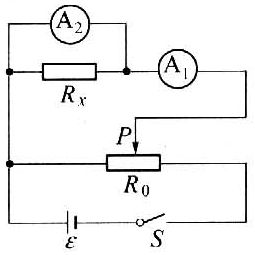 A₂
A₁
Rₓ
P
R₀
ε
S